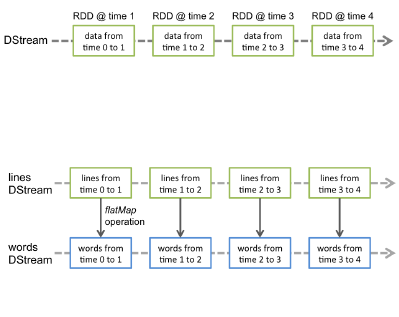 RDD @ time 1 RDD @ time 2 RDD @ time 3 RDD @ time 4
DStream
data from
time 0 to 1
data from
time 1 to 2
data from
time 2 to 3
data from
time 3 to 4
lines
DStream
lines from
time 0 to 1
lines from
time 1 to 2
lines from
time 2 to 3
lines from
time 3 to 4
flatMap
operation
words
DStream
words from
time 0 to 1
words from
time 1 to 2
words from
time 2 to 3
words from
time 3 to 4